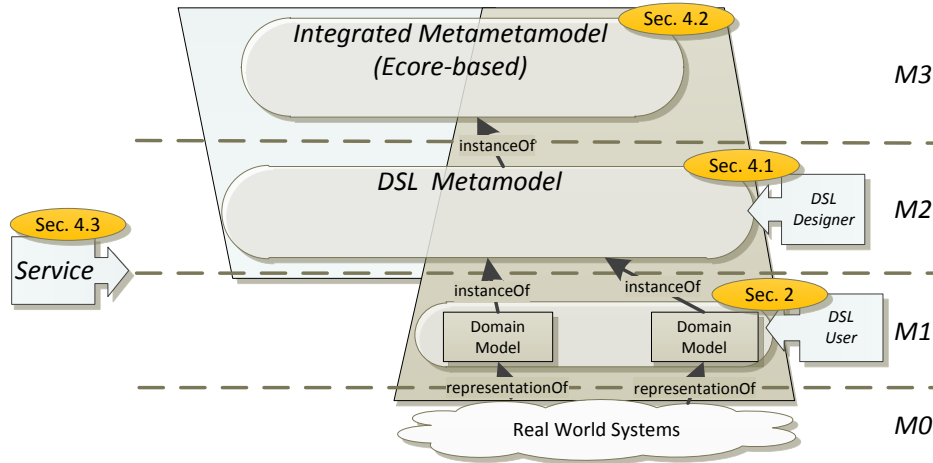 Sec. 4.2
Integrated Metametamodel
(Ecore-based)
M3
instanceOf
Sec. 4.1
DSL Metamodel
DSL
Designer
M2
Sec. 4.3
Service
instanceOf
instanceOf
Sec. 2
Domain
Model
Domain
Model
DSL
User
M1
representationOf
representationOf
Real World Systems
M0